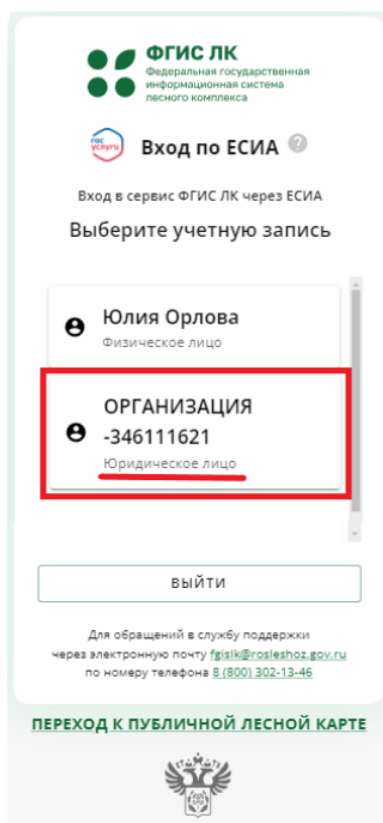 ФГИС ЛК
Федеральная государственная
информационная система
лесного комплекса
гос
услуги
Вход по ЕСИА ?
Вход в сервис ФГИС ЛК через ЕСИА
Выберите учетную запись
Юлия Орлова
Физическое лицо
ОРГАНИЗАЦИЯ
-346111621
Юридическое лицо
ВЫЙТИ
Для обращений в службу поддержки
через электронную почту fgislk@rosleshoz.gov.ru
по номеру телефона 8 (800) 302-13-46
ПЕРЕХОД К ПУБЛИЧНОЙ ЛЕСНОЙ КАРТЕ